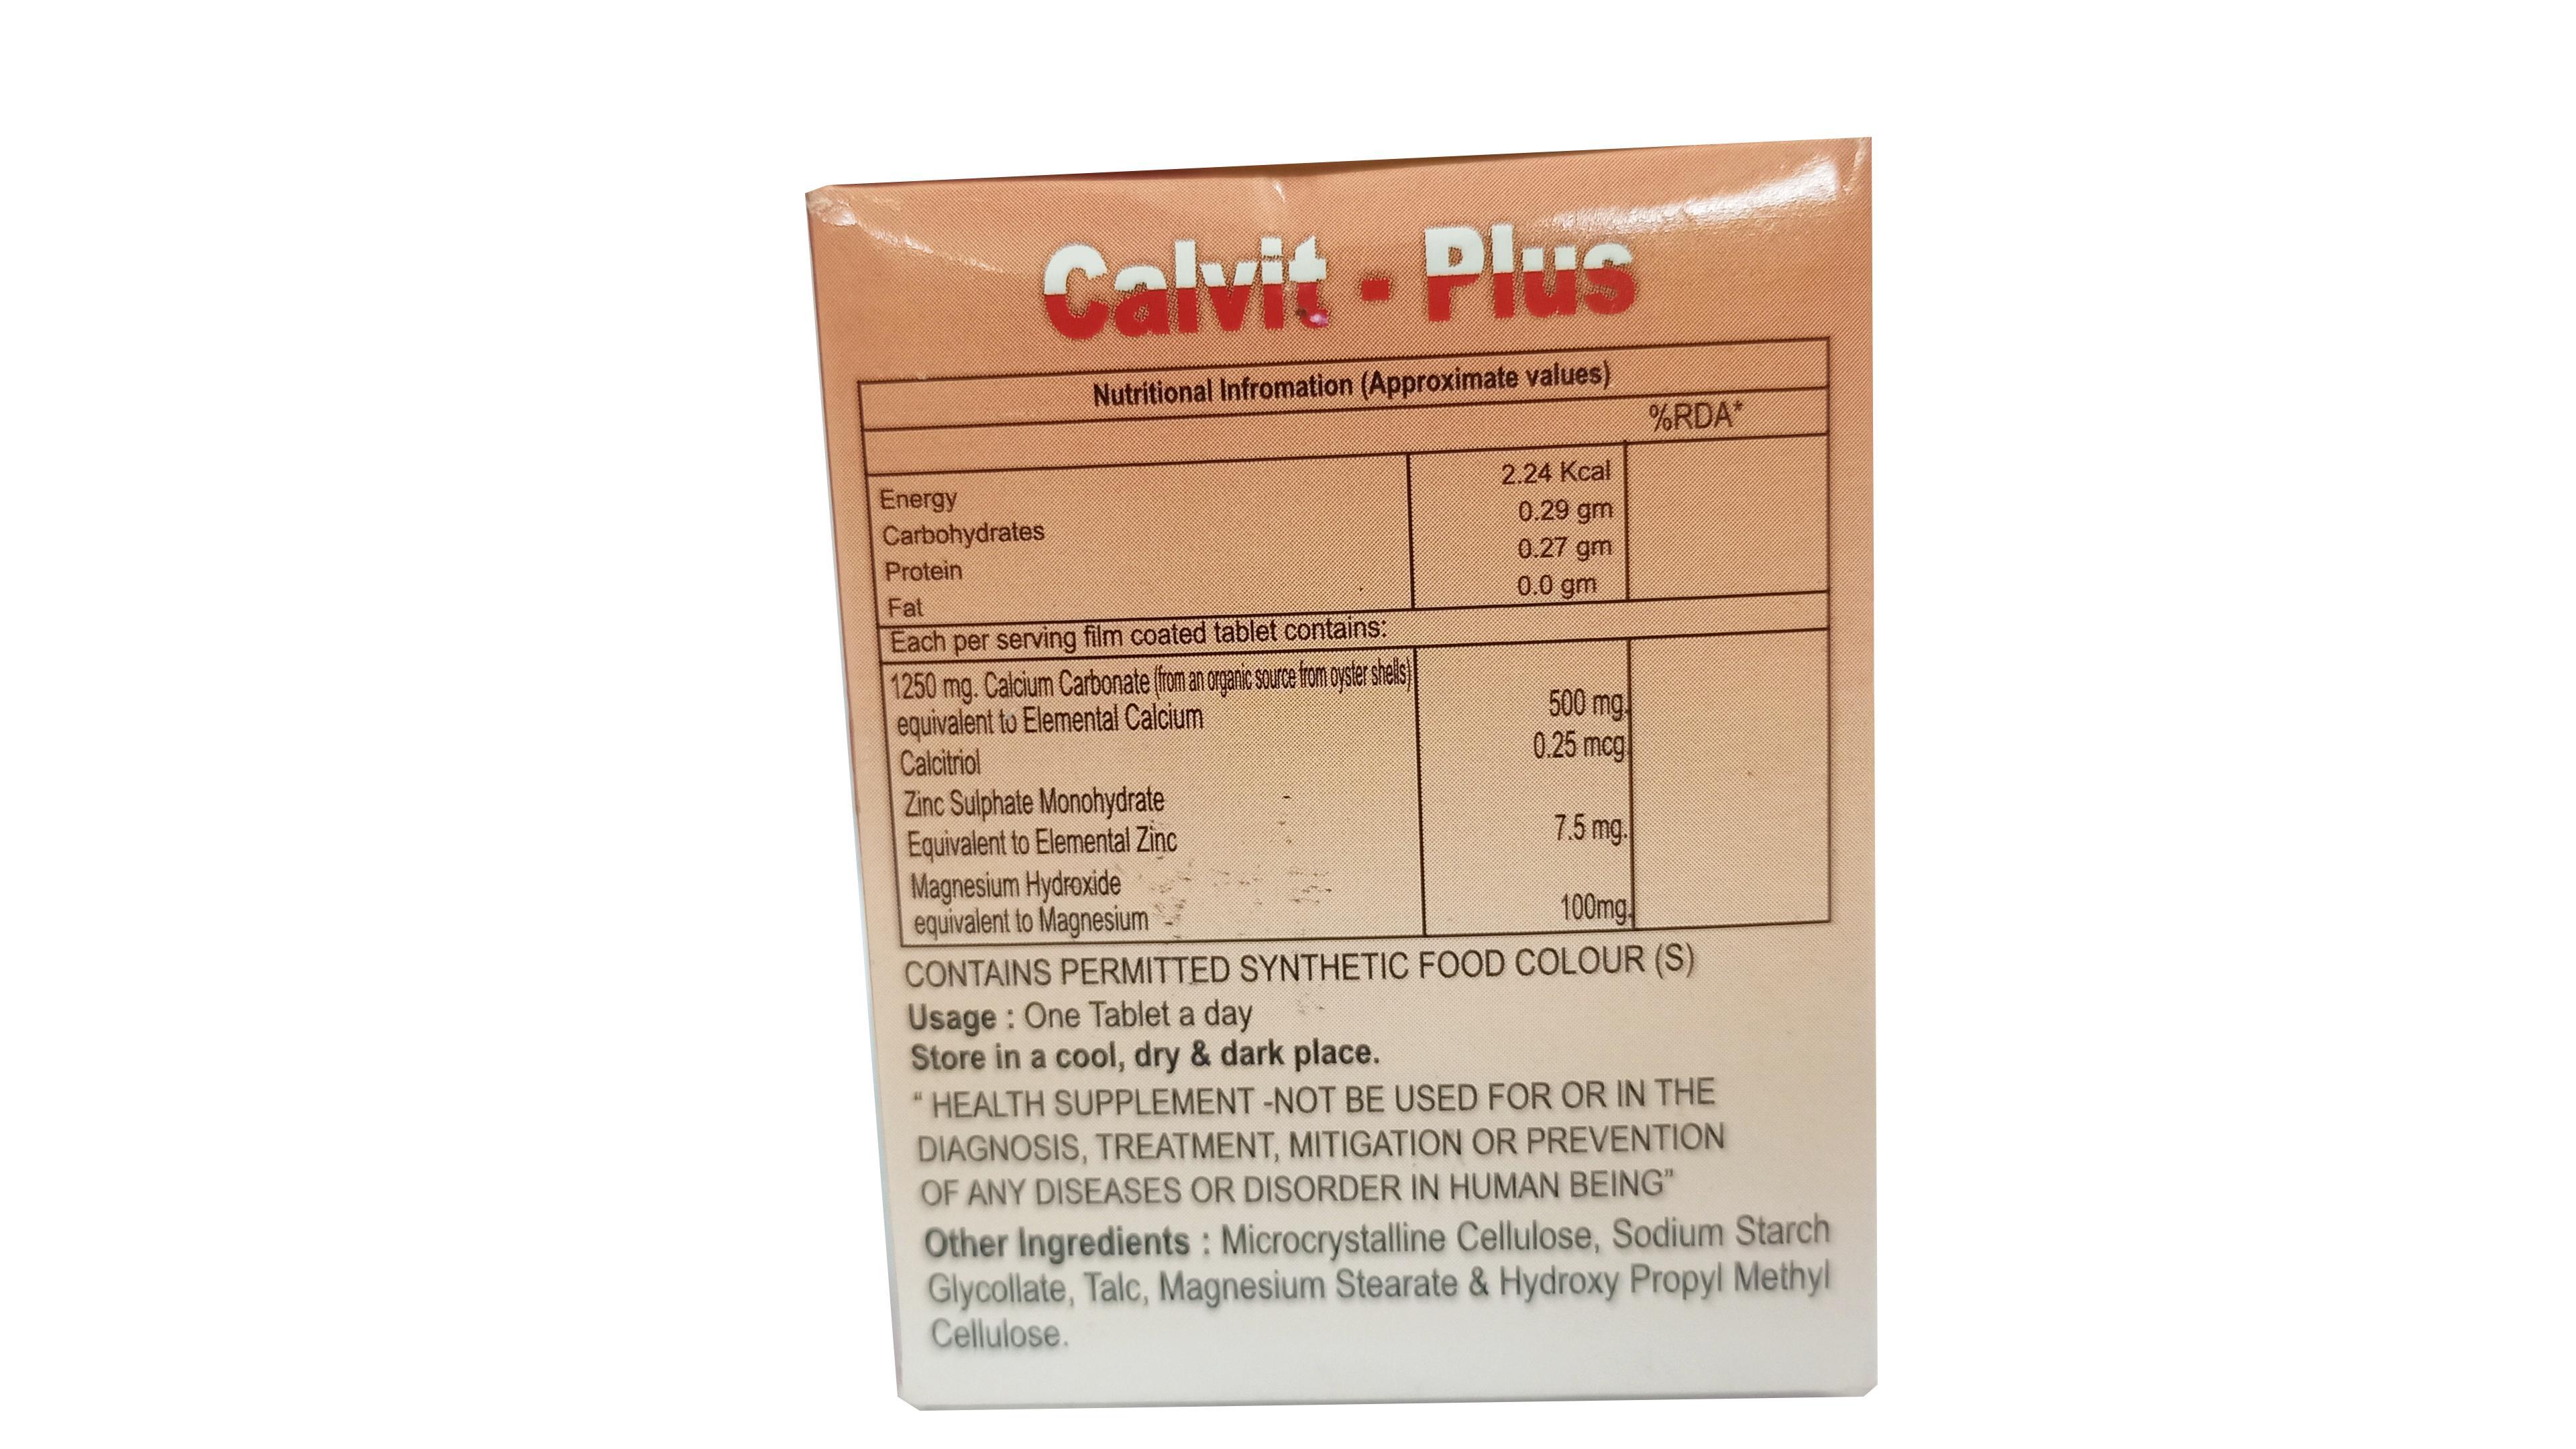 Calvit - Plus
Nutritional Infromation (Approximate values)
%RDA*
Energy 2.24 Kcal
Carbohydrates 0.29 gm
Protein 0.27 gm
Fat 0.0 gm
Each per serving film coated tablet contains:
1250 mg. Calcium Carbonate (from an organic source from oyster shells)
equivalent to Elemental Calcium 500 mg.
Calcitriol 0.25 mcg
Zinc Sulphate Monohydrate
Equivalent to Elemental Zinc 7.5 mg.
Magnesium Hydroxide
equivalent to Magnesium 100mg.
CONTAINS PERMITTED SYNTHETIC FOOD COLOUR (S)
Usage : One Tablet a day
Store in a cool, dry & dark place.
“ HEALTH SUPPLEMENT -NOT BE USED FOR OR IN THE
DIAGNOSIS, TREATMENT, MITIGATION OR PREVENTION
OF ANY DISEASES OR DISORDER IN HUMAN BEING”
Other Ingredients : Microcrystalline Cellulose, Sodium Starch
Glycollate, Talc, Magnesium Stearate & Hydroxy Propyl Methyl
Cellulose.